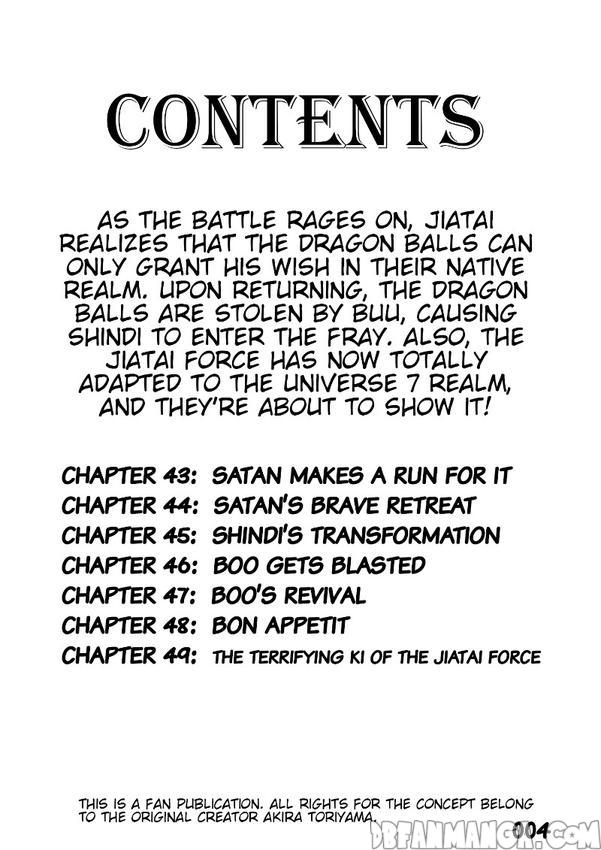 CONTENTS
AS THE BATTLE RAGES ON, JIATAI
REALIZES THAT THE DRAGON BALLS CAN
ONLY GRANT HIS WISH IN THEIR NATIVE
REALM. UPON RETURNING, THE DRAGON
BALLS ARE STOLEN BY BUU, CAUSING
SHINDI TO ENTER THE FRAY. ALSO, THE
JIATAI FORCE HAS NOW TOTALLY
ADAPTED TO THE UNIVERSE 7 REALM,
AND THEY'RE ABOUT TO SHOW IT!
CHAPTER 43: SATAN MAKES A RUN FOR IT
CHAPTER 44: SATAN'S BRAVE RETREAT
CHAPTER 45: SHINDI'S TRANSFORMATION
CHAPTER 46: BOO GETS BLASTED
CHAPTER 47: BOO'S REVIVAL
CHAPTER 48: BON APPETIT
CHAPTER 49: THE TERRIFYING KI OF THE JIATAI FORCE
THIS IS A FAN PUBLICATION. ALL RIGHTS FOR THE CONCEPT BELONG
TO THE ORIGINAL CREATOR AKIRA TORIYAMA.
004
DBFANMANGA.COM